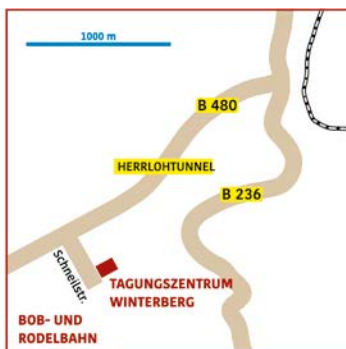 1000 m
B 480
HERRLOHTUNNEL
B 236
Schneilstr.
TAGUNGSZENTRUM
WINTERBERG
BOB- UND
RODELBAHN